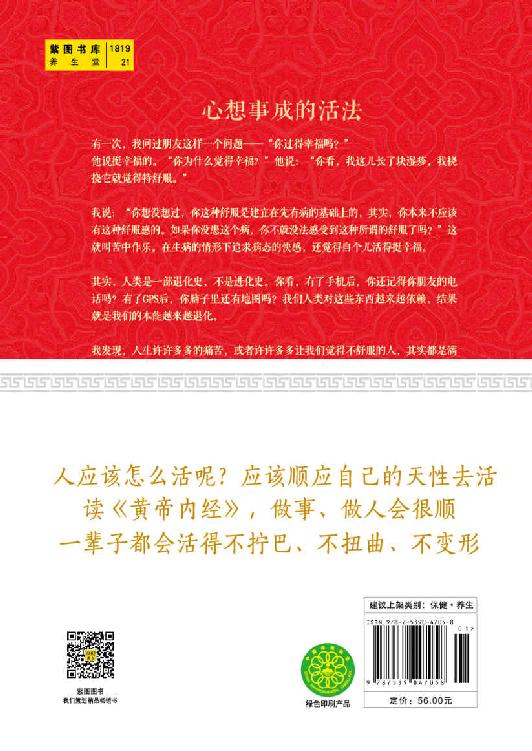 紫图书库 1819
养生堂 21
心想事成的活法
有一次，我问过朋友这样一个问题——“你过得幸福吗？”
他说挺幸福的。“你为什么觉得幸福？”他说：“你看，我这儿长了块湿疹，我挠
挠它就觉得特舒服。”
我说：“你想没想过，你这种舒服是建立在先有病的基础上的，其实，你本来不应该
有这种舒服感的。如果你没患这个病，你不就没法感受到这种所谓的舒服了吗？”这
就叫苦中作乐。在生病的情形下追求病态的快感，还觉得自个儿活得挺幸福。
其实，人类是一部退化史，不是进化史，你看，有了手机后，你还记得你朋友的电
话吗？有了GPS后，你脑子里还有地图吗？我们人类对这些东西越来越依赖，结果
就是我们的本能越来越退化。
我发现，人生许许多多的痛苦，或者许许多多让我们觉得不舒服的人，其实都是满
人应该怎么活呢？应该顺应自己的天性去活
读《黄帝内经》，做事、做人会很顺
一辈子都会活得不拧巴、不扭曲、不变形
建议上架类别：保健·养生
定价：56.00元
绿色印刷产品
紫图图书
我们策划精品畅销书